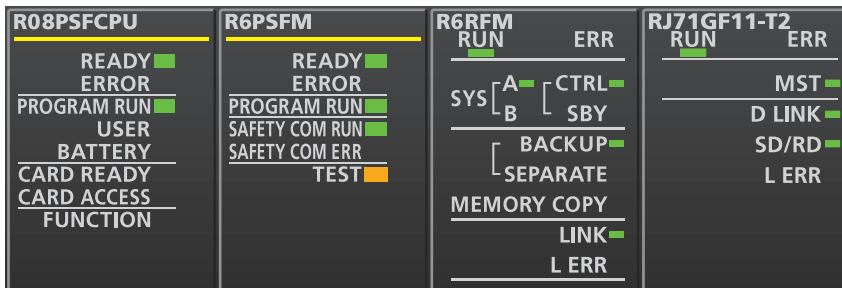 R08PSFCPU
READY
ERROR
PROGRAM RUN
USER
BATTERY
CARD READY
CARD ACCESS
FUNCTION
R6PSFM
READY
ERROR
PROGRAM RUN
SAFETY COM RUN
SAFETY COM ERR
TEST
R6RFM
RUN ERR
SYS A CTRL
B SBY
BACKUP
SEPARATE
MEMORY COPY
LINK
L ERR
RJ71GF11-T2
RUN ERR
MST
D LINK
SD/RD
L ERR